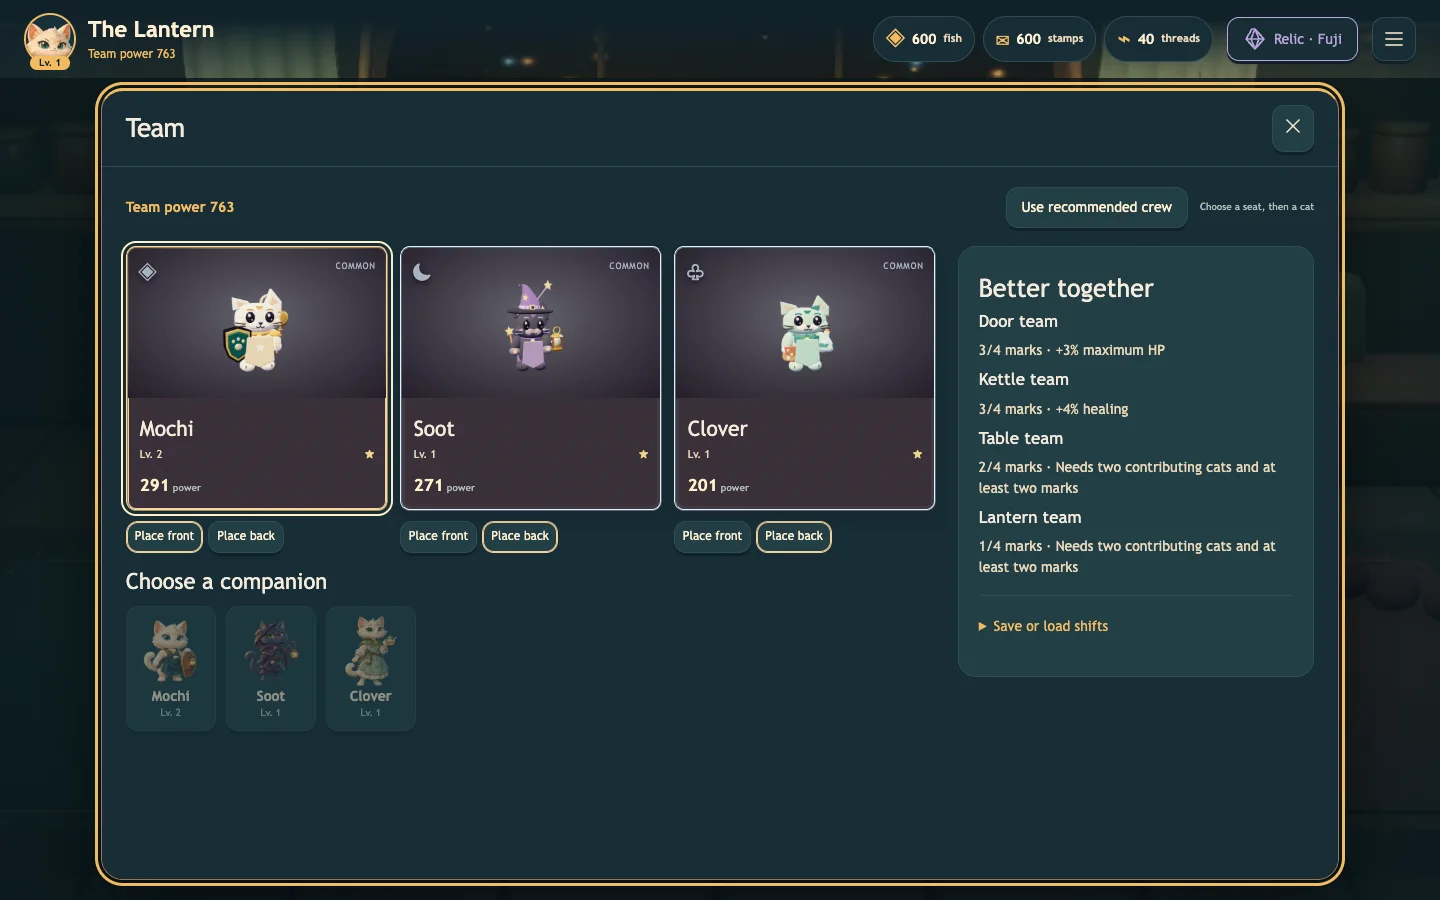 The Lantern
Team power 763
Lv. 1
600 fish
600 stamps
40 threads
Relic · Fuji
Team
Team power 763
Use recommended crew
Choose a seat, then a cat
COMMON
Mochi
Lv. 2
291 power
Place front
Place back
COMMON
Soot
Lv. 1
271 power
Place front
Place back
COMMON
Clover
Lv. 1
201 power
Place front
Place back
Better together
Door team
3/4 marks · +3% maximum HP
Kettle team
3/4 marks · +4% healing
Table team
2/4 marks · Needs two contributing cats and at
least two marks
Lantern team
1/4 marks · Needs two contributing cats and at
least two marks
Save or load shifts
Choose a companion
Mochi
Lv. 2
Soot
Lv. 1
Clover
Lv. 1